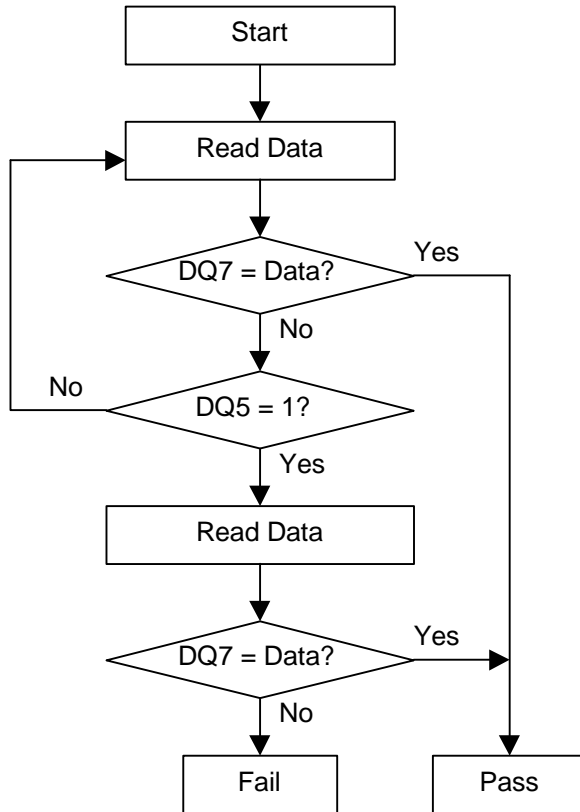 Start
Read Data
DQ7 = Data?
Yes
No
DQ5 = 1?
No
Yes
Read Data
DQ7 = Data?
Yes
No
Fail
Pass